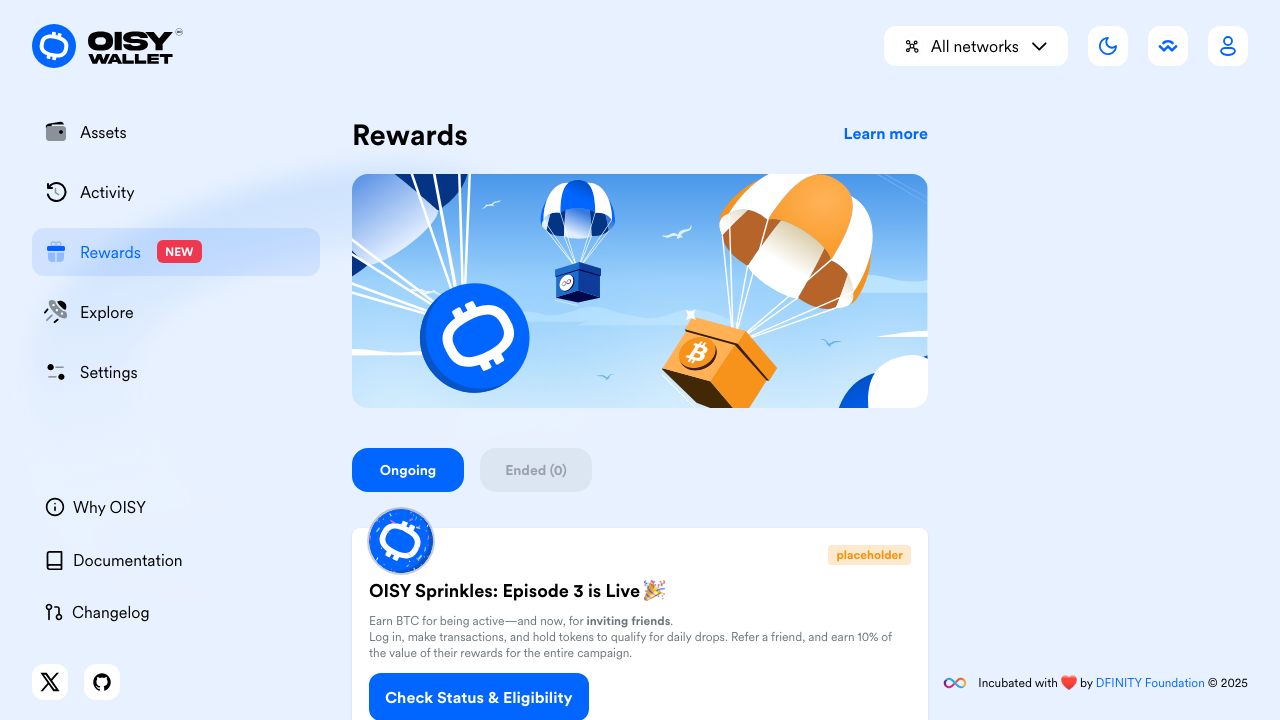 OISY
WALLET
All networks
Assets
Activity
Rewards NEW
Explore
Settings
Why OISY
Documentation
Changelog
Rewards
Learn more
Ongoing
Ended (0)
placeholder
OISY Sprinkles: Episode 3 is Live 🎉
Earn BTC for being active—and now, for inviting friends.
Log in, make transactions, and hold tokens to qualify for daily drops. Refer a friend, and earn 10% of
the value of their rewards for the entire campaign.
Check Status & Eligibility
Incubated with ❤️ by DFINITY Foundation © 2025